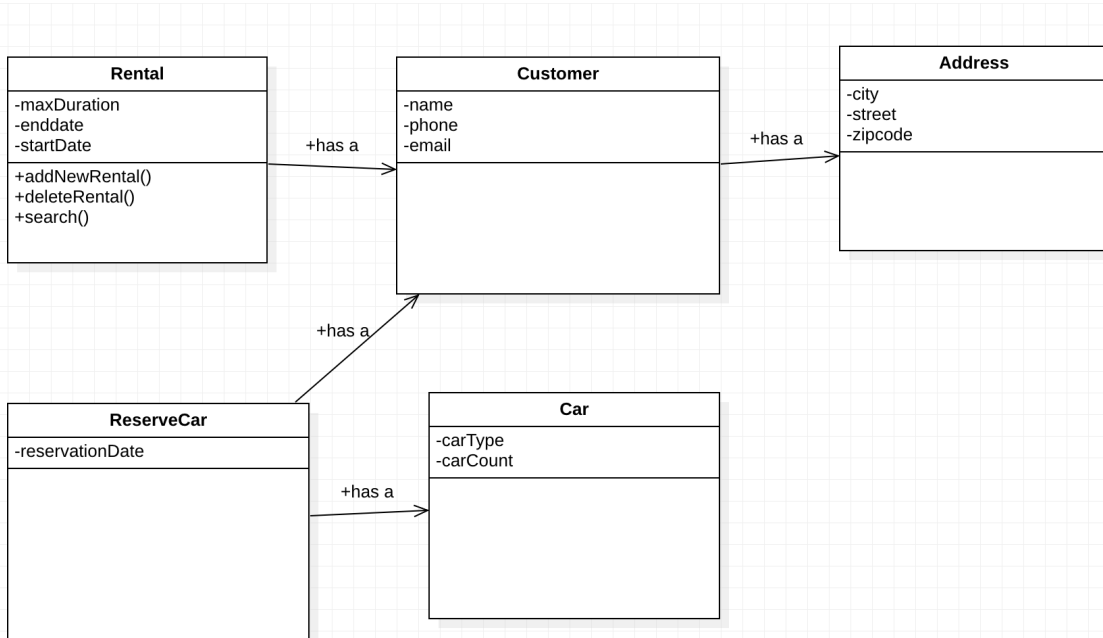 Rental
-maxDuration
-enddate
-startDate
+addNewRental()
+deleteRental()
+search()
+has a
Customer
-name
-phone
-email
+has a
Address
-city
-street
-zipcode
+has a
ReserveCar
-reservationDate
+has a
Car
-carType
-carCount